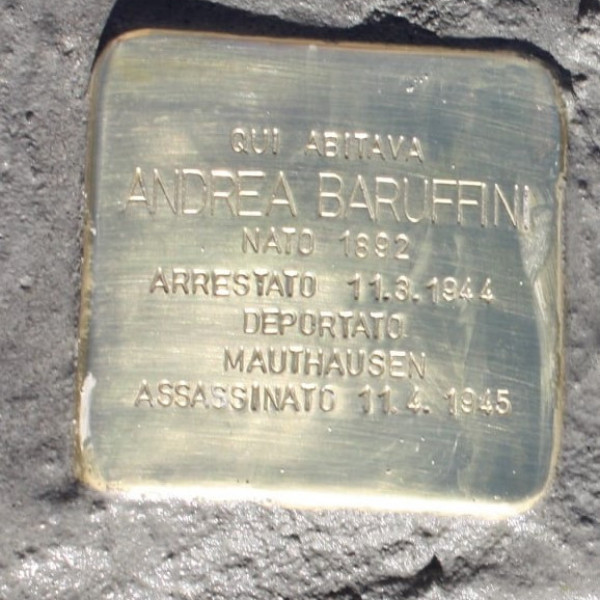 QUI ABITAVA
ANDREA BARUFFINI
NATO 1892
ARRESTATO 11.3.1944
DEPORTATO
MAUTHAUSEN
ASSASSINATO 11.4.1945